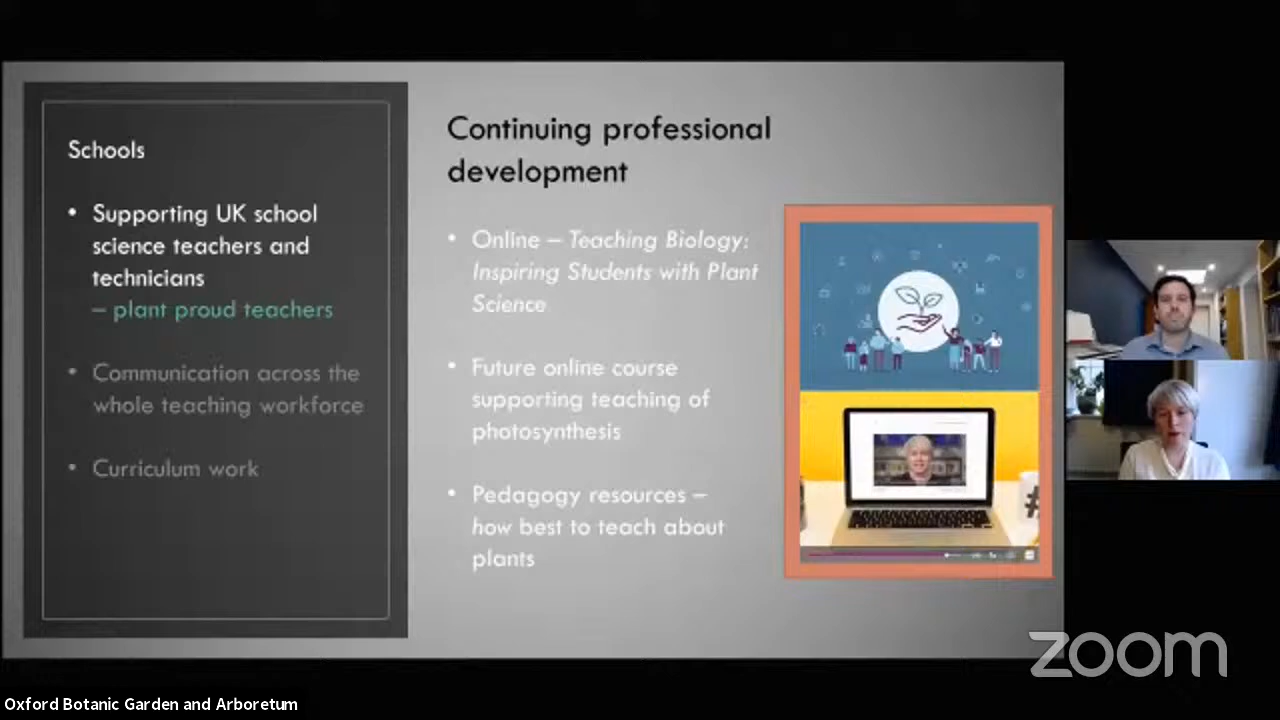 Schools
• Supporting UK school
science teachers and
technicians
– plant proud teachers
• Communication across the
whole teaching workforce
• Curriculum work
Continuing professional
development
• Online – Teaching Biology:
Inspiring Students with Plant
Science
• Future online course
supporting teaching of
photosynthesis
• Pedagogy resources –
how best to teach about
plants
#
zoom
Oxford Botanic Garden and Arboretum